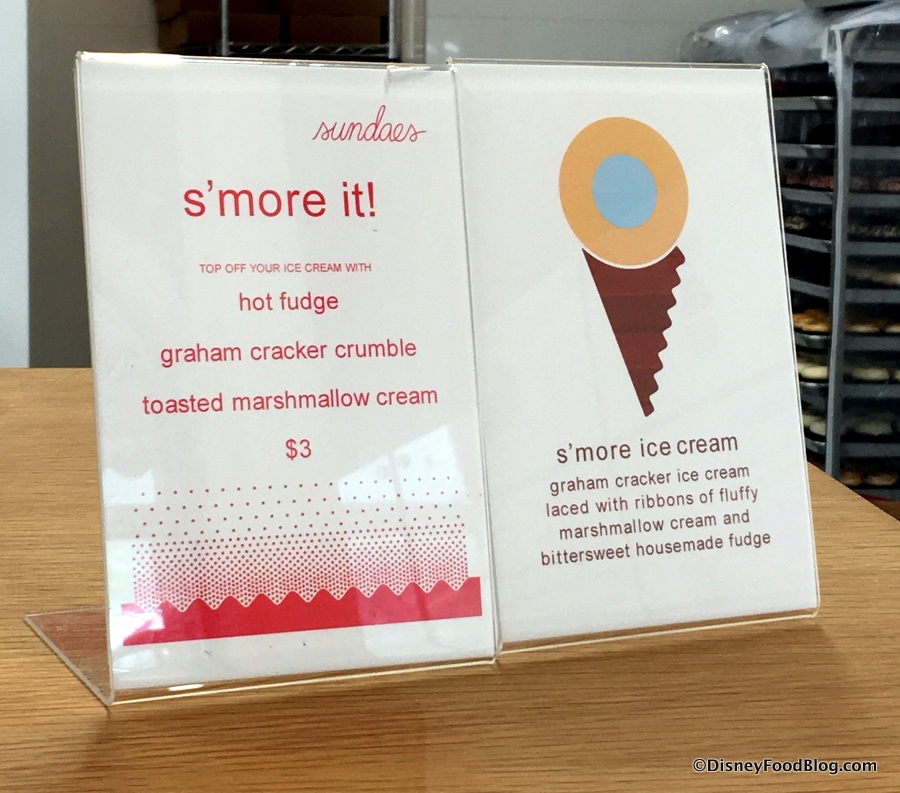 sundaes
s'more it!
TOP OFF YOUR ICE CREAM WITH
hot fudge
graham cracker crumble
toasted marshmallow cream
$3
s'more ice cream
graham cracker ice cream
laced with ribbons of fluffy
marshmallow cream and
bittersweet housemade fudge
©DisneyFoodBlog.com